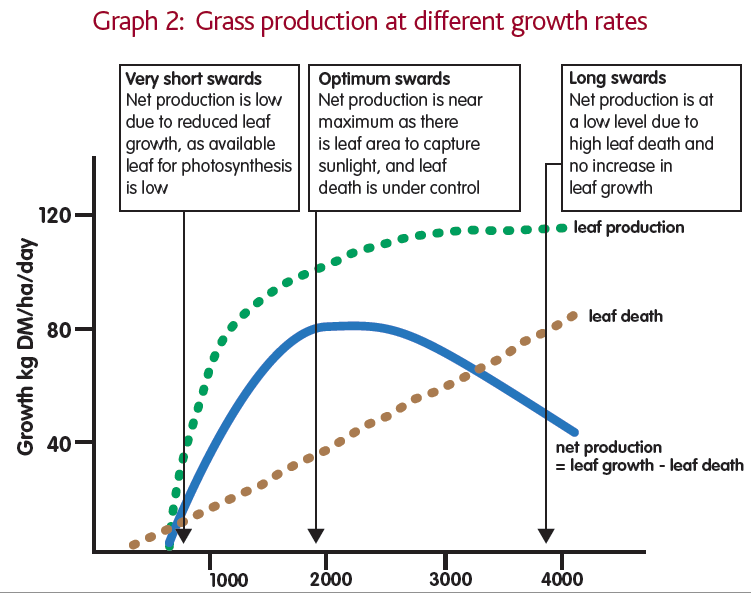 Graph 2: Grass production at different growth rates
Very short swards
Net production is low
due to reduced leaf
growth, as available
leaf for photosynthesis
is low
Optimum swards
Net production is near
maximum as there
is leaf area to capture
sunlight, and leaf
death is under control
Long swards
Net production is at
a low level due to
high leaf death and
no increase in
leaf growth
Growth kg DM/ha/day
120
80
40
leaf production
leaf death
net production
= leaf growth - leaf death
1000
2000
3000
4000